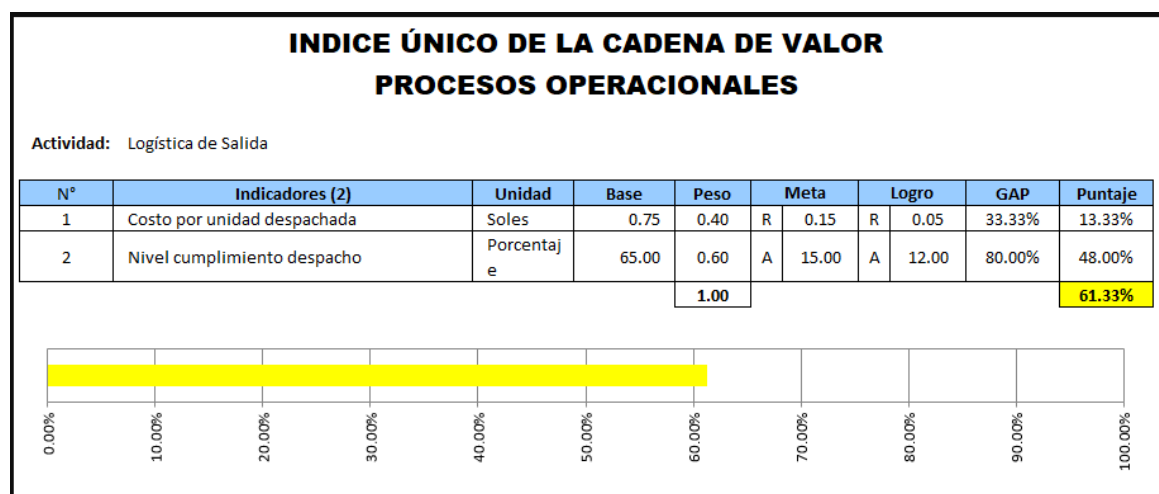 INDICE ÚNICO DE LA CADENA DE VALOR
PROCESOS OPERACIONALES
Actividad: Logística de Salida
N° Indicadores (2) Unidad Base Peso Meta Logro GAP Puntaje
1 Costo por unidad despachada Soles 0.75 0.40 R 0.15 R 0.05 33.33% 13.33%
2 Nivel cumplimiento despacho Porcentaj
e 65.00 0.60 A 15.00 A 12.00 80.00% 48.00%
1.00 61.33%
0.00% 10.00% 20.00% 30.00% 40.00% 50.00% 60.00% 70.00% 80.00% 90.00% 100.00%